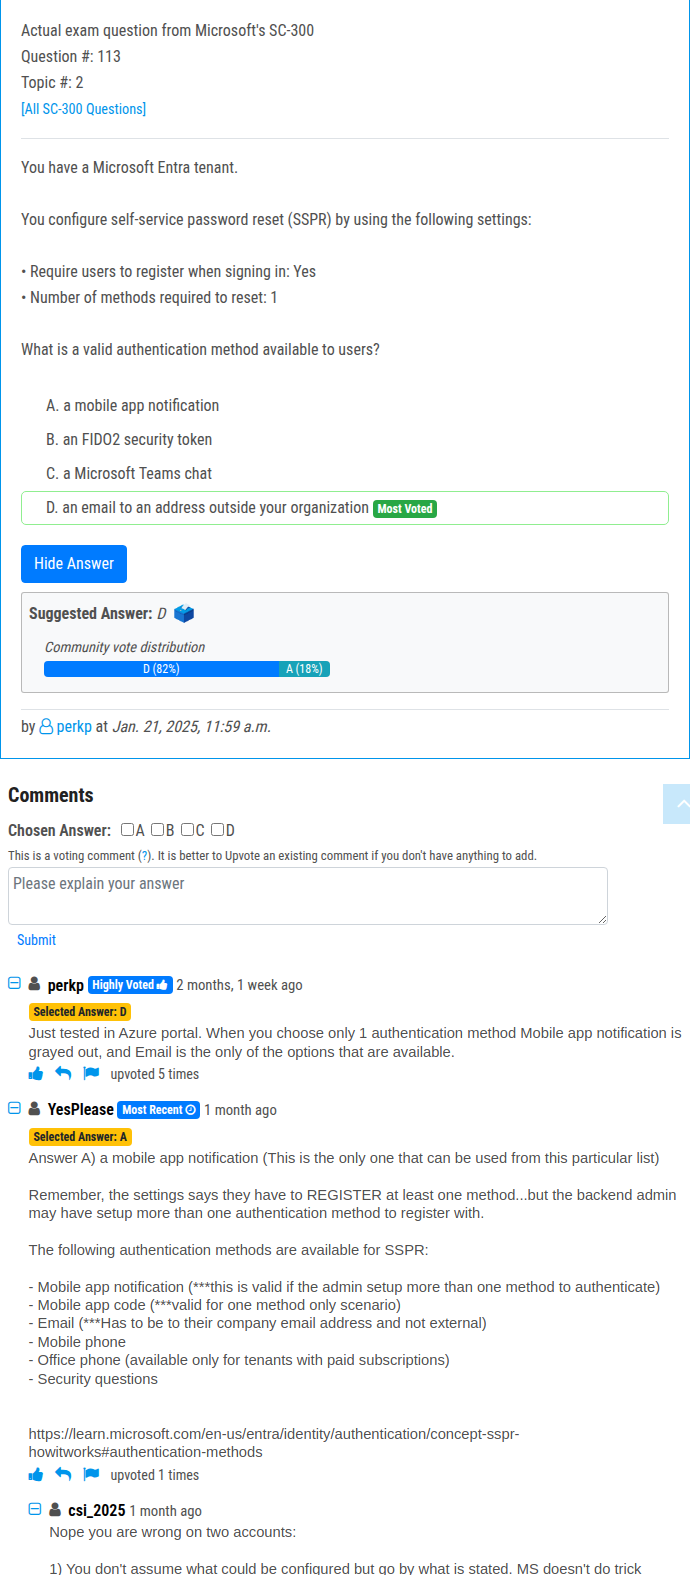 Actual exam question from Microsoft's SC-300
Question #: 113
Topic #: 2
[All SC-300 Questions]
You have a Microsoft Entra tenant.
You configure self-service password reset (SSPR) by using the following settings:
• Require users to register when signing in: Yes
• Number of methods required to reset: 1
What is a valid authentication method available to users?
A. a mobile app notification
B. an FIDO2 security token
C. a Microsoft Teams chat
D. an email to an address outside your organization Most Voted
Hide Answer
Suggested Answer: D
Community vote distribution
D (82%) A (18%)
by perkp at Jan. 21, 2025, 11:59 a.m.
Comments
Chosen Answer: A B C D
This is a voting comment (?). It is better to Upvote an existing comment if you don't have anything to add.
Please explain your answer
Submit
perkp Highly Voted 2 months, 1 week ago
Selected Answer: D
Just tested in Azure portal. When you choose only 1 authentication method Mobile app notification is
grayed out, and Email is the only of the options that are available.
upvoted 5 times
YesPlease Most Recent 1 month ago
Selected Answer: A
Answer A) a mobile app notification (This is the only one that can be used from this particular list)
Remember, the settings says they have to REGISTER at least one method...but the backend admin
may have setup more than one authentication method to register with.
The following authentication methods are available for SSPR:
- Mobile app notification (***this is valid if the admin setup more than one method to authenticate)
- Mobile app code (***valid for one method only scenario)
- Email (***Has to be to their company email address and not external)
- Mobile phone
- Office phone (available only for tenants with paid subscriptions)
- Security questions
https://learn.microsoft.com/en-us/entra/identity/authentication/concept-sspr-
howitworks#authentication-methods
upvoted 1 times
csi_2025 1 month ago
Nope you are wrong on two accounts:
1) You don't assume what could be configured but go by what is stated. MS doesn't do trick